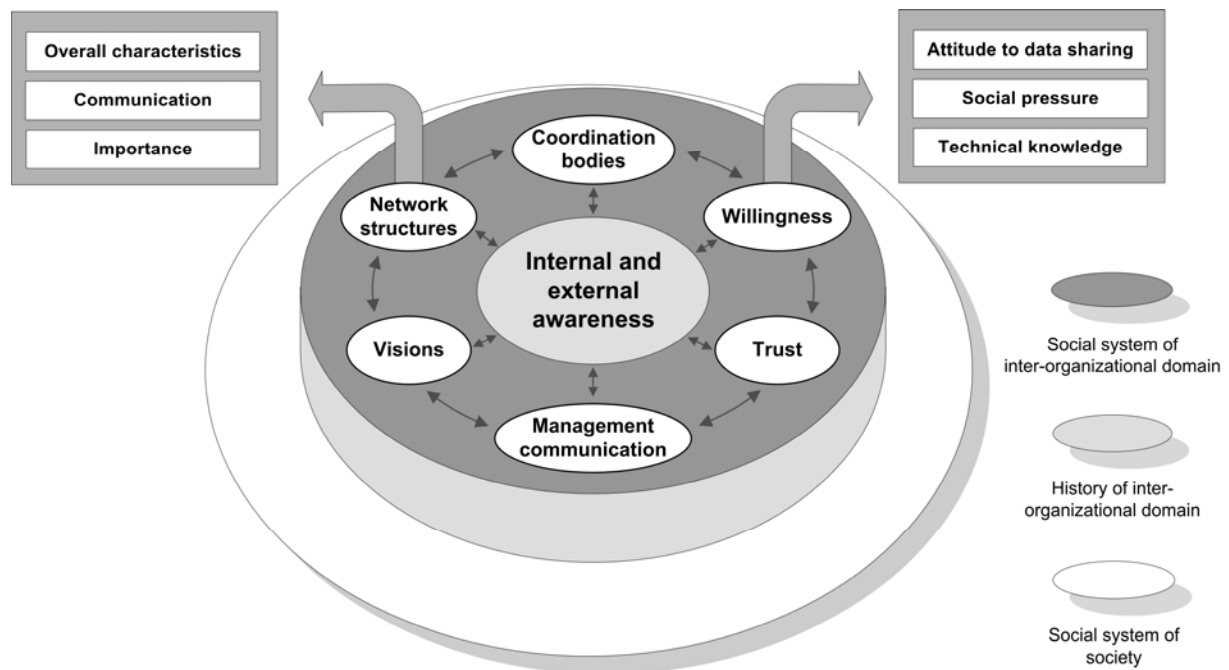 Overall characteristics
Communication
Importance
Attitude to data sharing
Social pressure
Technical knowledge
Coordination
bodies
Network
structures
Willingness
Internal and
external
awareness
Visions
Trust
Management
communication
Social system of
inter-organizational domain
History of inter-
organizational domain
Social system of
society